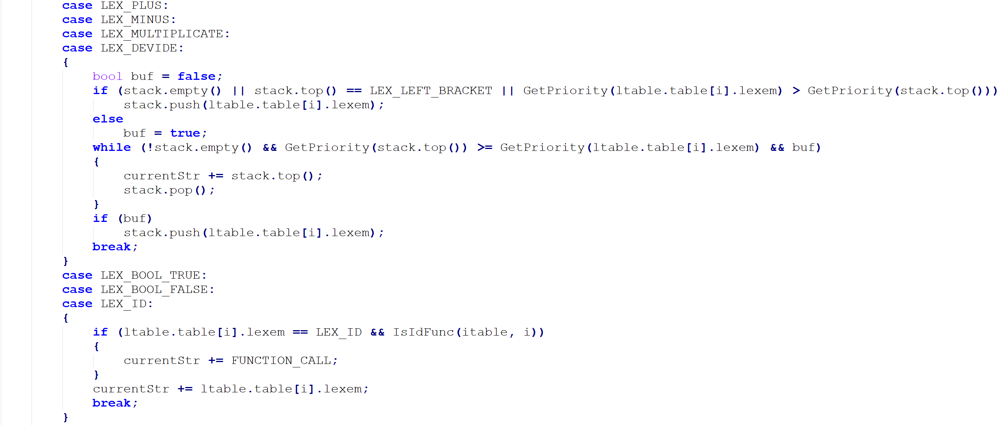 case LEX_PLUS:
case LEX_MINUS:
case LEX_MULTIPLICATE:
case LEX_DEVIDE:
{
    bool buf = false;
    if (stack.empty() || stack.top() == LEX_LEFT_BRACKET || GetPriority(ltable.table[i].lexem) > GetPriority(stack.top()))
        stack.push(ltable.table[i].lexem);
    else
        buf = true;
    while (!stack.empty() && GetPriority(stack.top()) >= GetPriority(ltable.table[i].lexem) && buf)
    {
        currentStr += stack.top();
        stack.pop();
    }
    if (buf)
        stack.push(ltable.table[i].lexem);
    break;
}
case LEX_BOOL_TRUE:
case LEX_BOOL_FALSE:
case LEX_ID:
{
    if (ltable.table[i].lexem == LEX_ID && IsIdFunc(itable, i))
    {
        currentStr += FUNCTION_CALL;
    }
    currentStr += ltable.table[i].lexem;
    break;
}